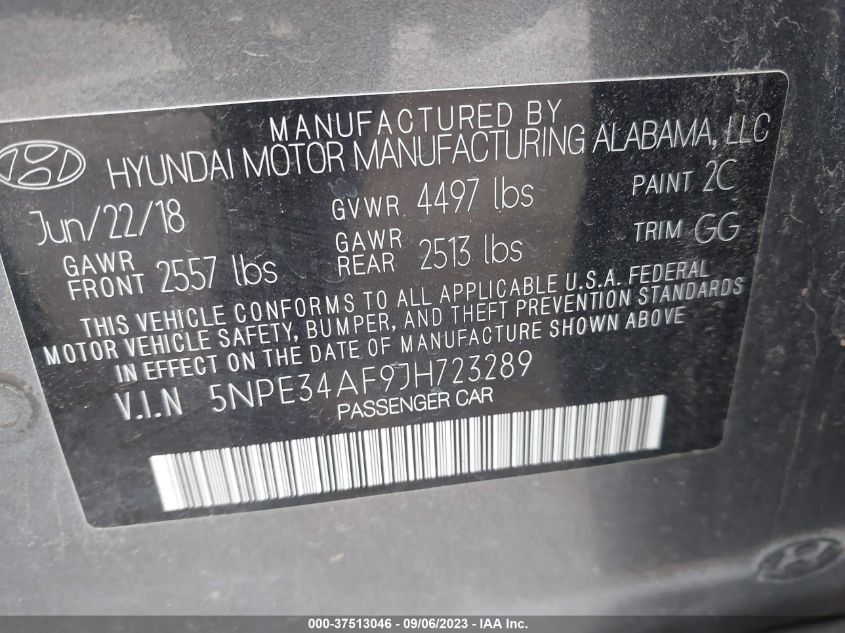 MANUFACTURED BY
HYUNDAI MOTOR MANUFACTURING ALABAMA, LLC
Jun/22/18 GVWR 4497 lbs PAINT 2C
GAWR FRONT 2557 lbs GAWR REAR 2513 lbs TRIM GG
THIS VEHICLE CONFORMS TO ALL APPLICABLE U.S.A. FEDERAL
MOTOR VEHICLE SAFETY, BUMPER, AND THEFT PREVENTION STANDARDS
IN EFFECT ON THE DATE OF MANUFACTURE SHOWN ABOVE
V.I.N 5NPE34AF9JH723289
PASSENGER CAR
000-37513046 - 09/06/2023 - IAA Inc.